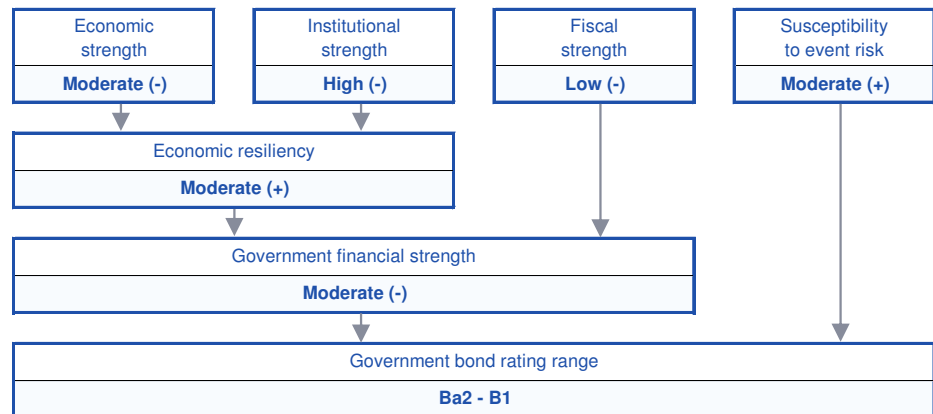 Economic
strength
Moderate (-)
Institutional
strength
High (-)
Fiscal
strength
Low (-)
Susceptibility
to event risk
Moderate (+)
Economic resiliency
Moderate (+)
Government financial strength
Moderate (-)
Government bond rating range
Ba2 - B1